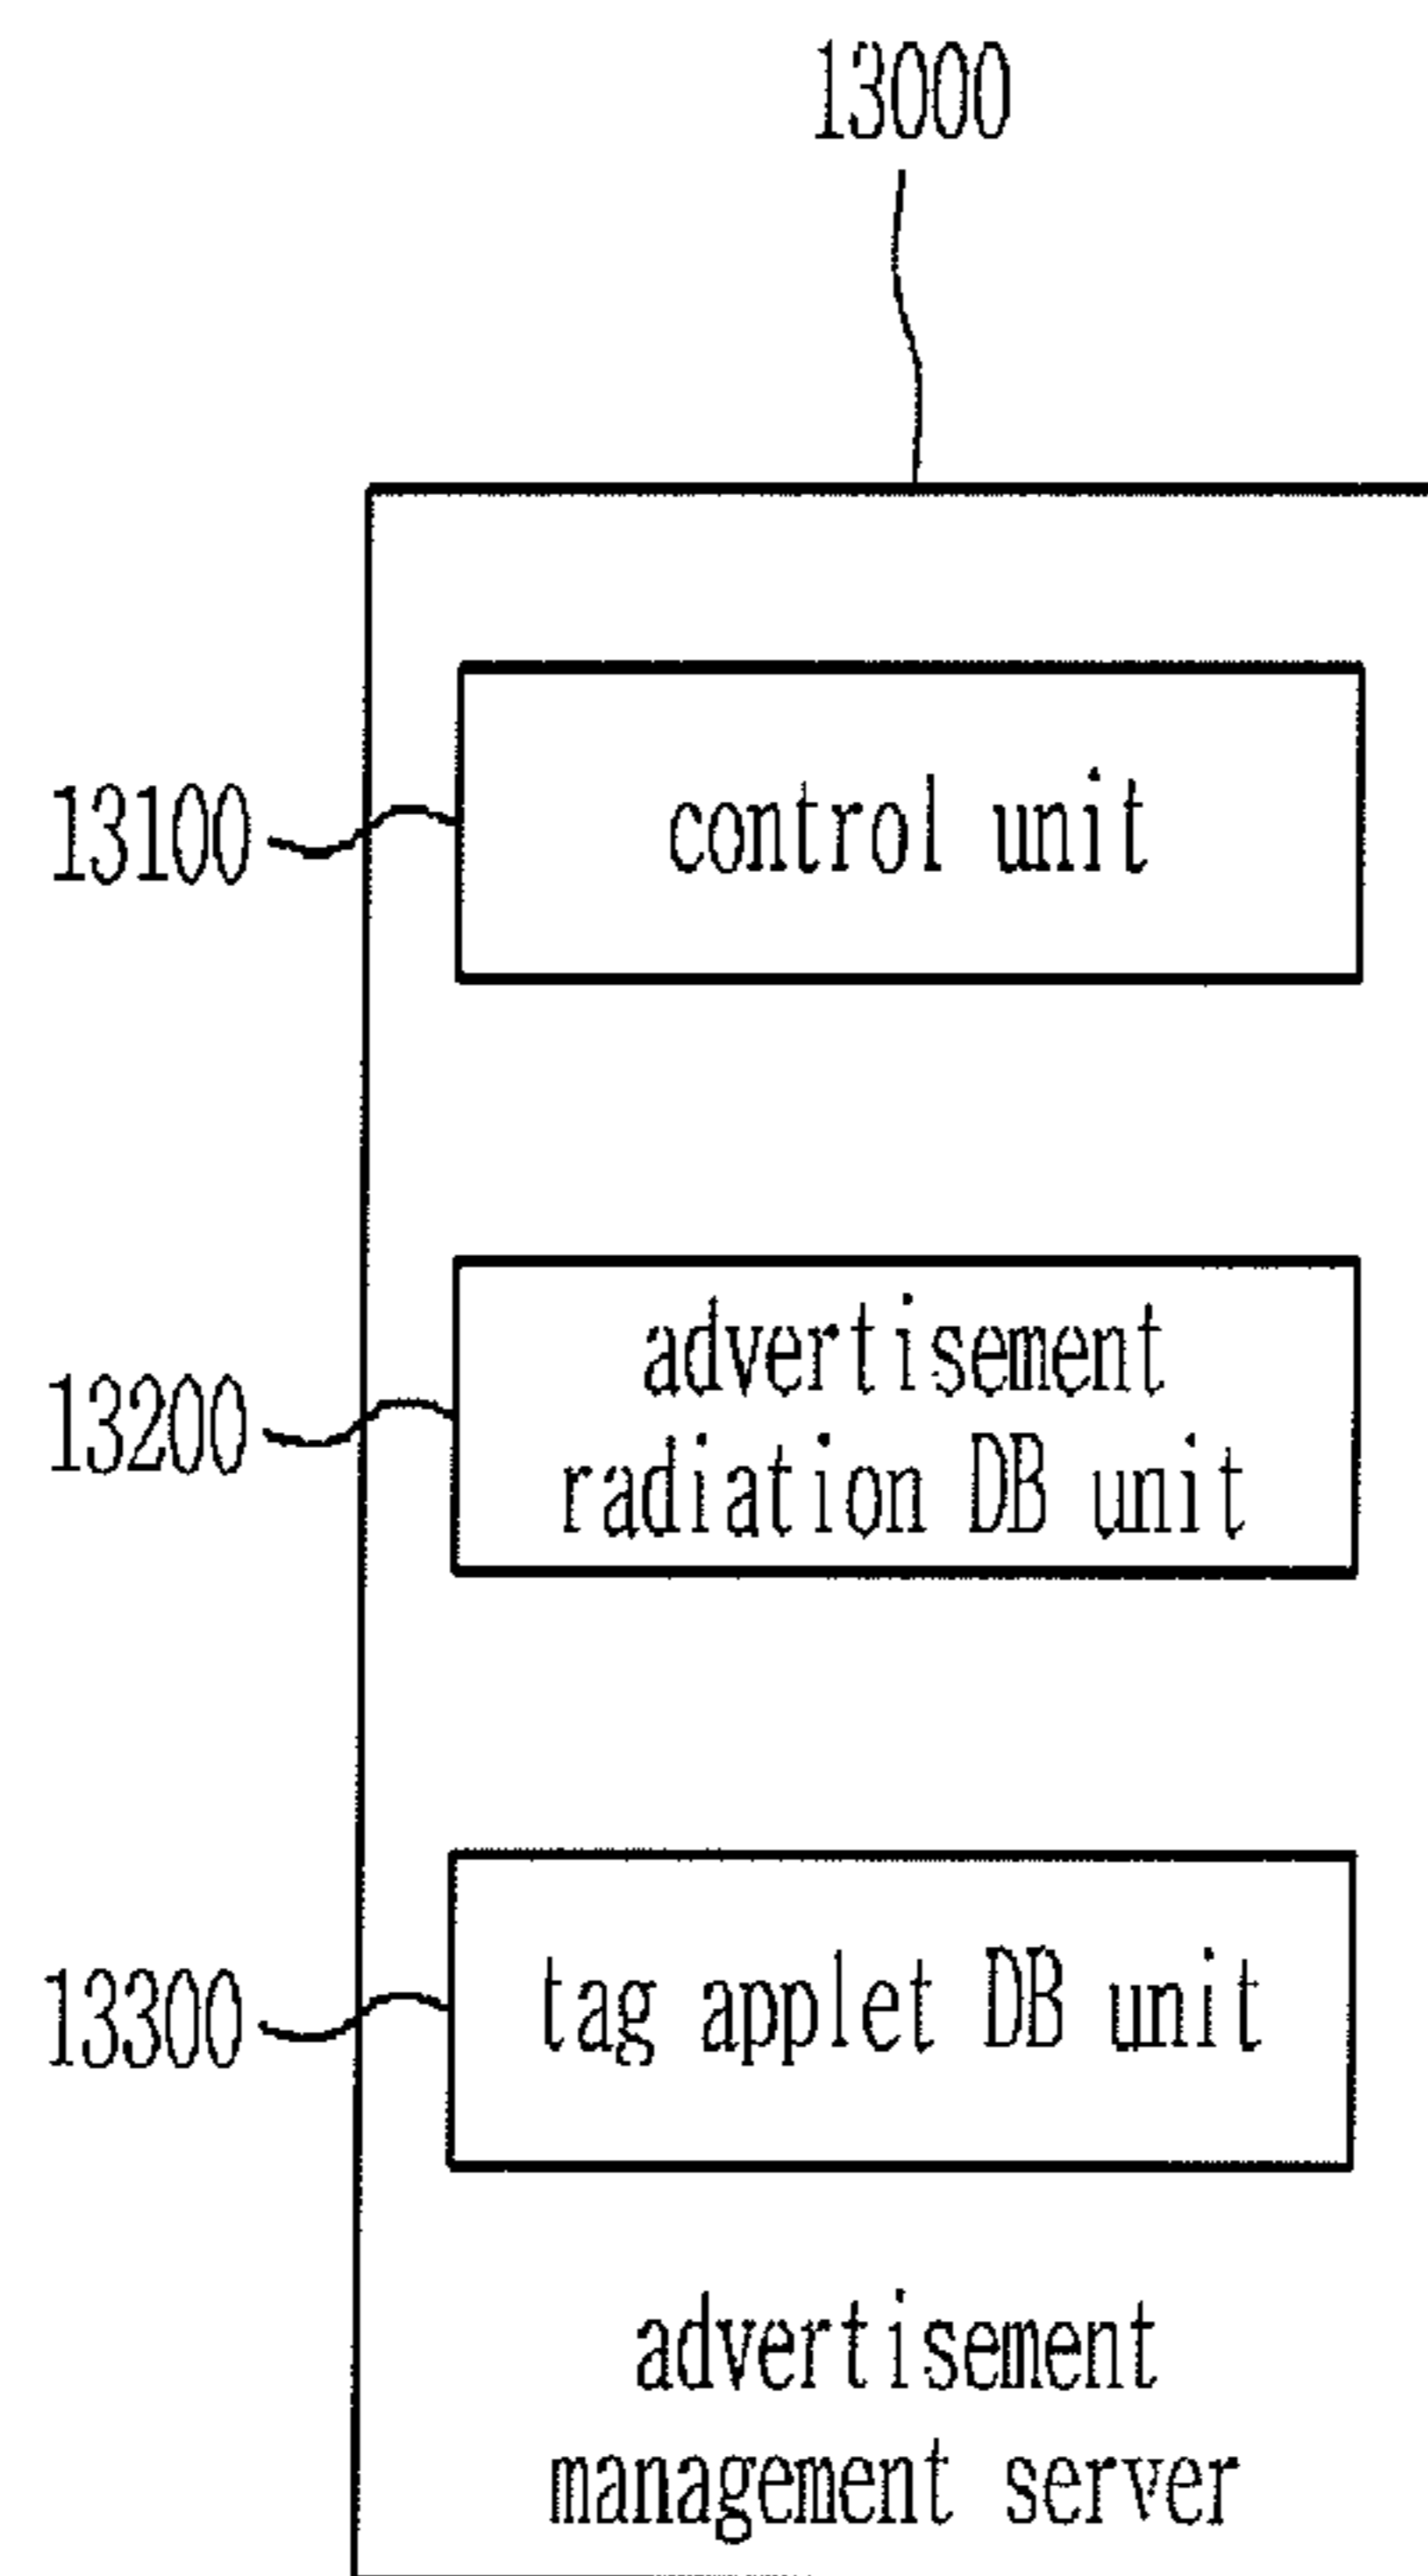 13000
13100
control unit
13200
advertisement
radiation DB unit
13300
tag applet DB unit
advertisement
management server